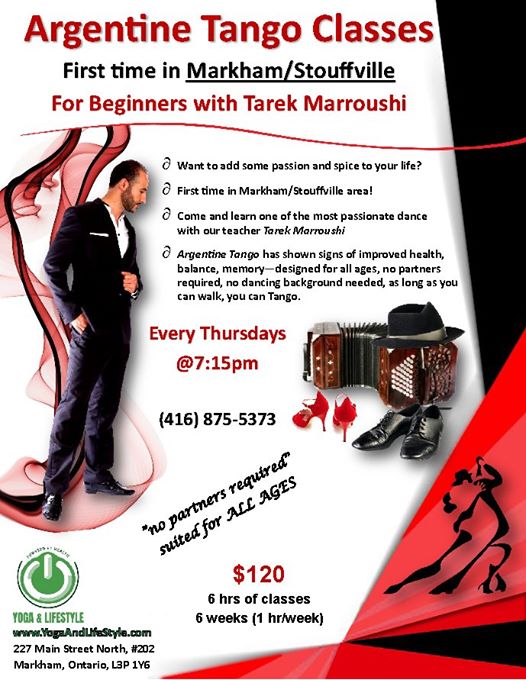 Argentine Tango Classes
First time in Markham/Stouffville
For Beginners with Tarek Marroushi
∂ Want to add some passion and spice to your life?
∂ First time in Markham/Stouffville area!
∂ Come and learn one of the most passionate dance
with our teacher Tarek Marroushi
∂ Argentine Tango has shown signs of improved health,
balance, memory—designed for all ages, no partners
required, no dancing background needed, as long as you
can walk, you can Tango.
Every Thursdays
@7:15pm
(416) 875-5373
"no partners required"
suited for ALL AGES
$120
6 hrs of classes
6 weeks (1 hr/week)
YOGA & LIFESTYLE
www.YogaAndLifeStyle.com
227 Main Street North, #202
Markham, Ontario, L3P 1Y6